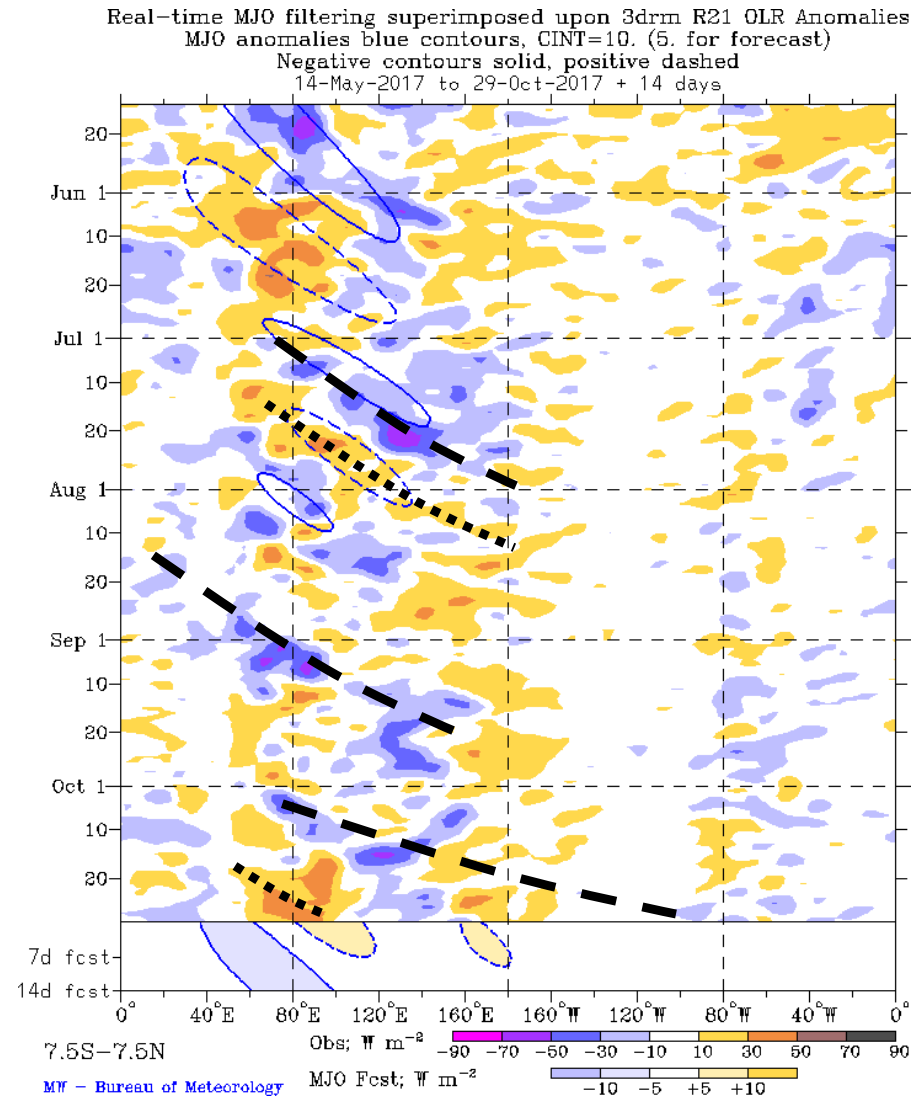 Real-time MJO filtering superimposed upon 3drm R21 OLR Anomalies
MJO anomalies blue contours, CINT=10. (5. for forecast)
Negative contours solid, positive dashed
14-May-2017 to 29-Oct-2017 + 14 days
20
Jun 1
10
20
Jul 1
10
20
Aug 1
10
20
Sep 1
10
20
Oct 1
10
20
7d fcst
14d fcst
0° 40°E 80°E 120°E 160°E 160°W 120°W 80°W 40°W 0°
7.5S-7.5N
Obs; W m-2
-90 -70 -50 -30 -10 10 30 50 70 90
MW - Bureau of Meteorology
MJO Fcst; W m-2
-10 -5 +5 +10